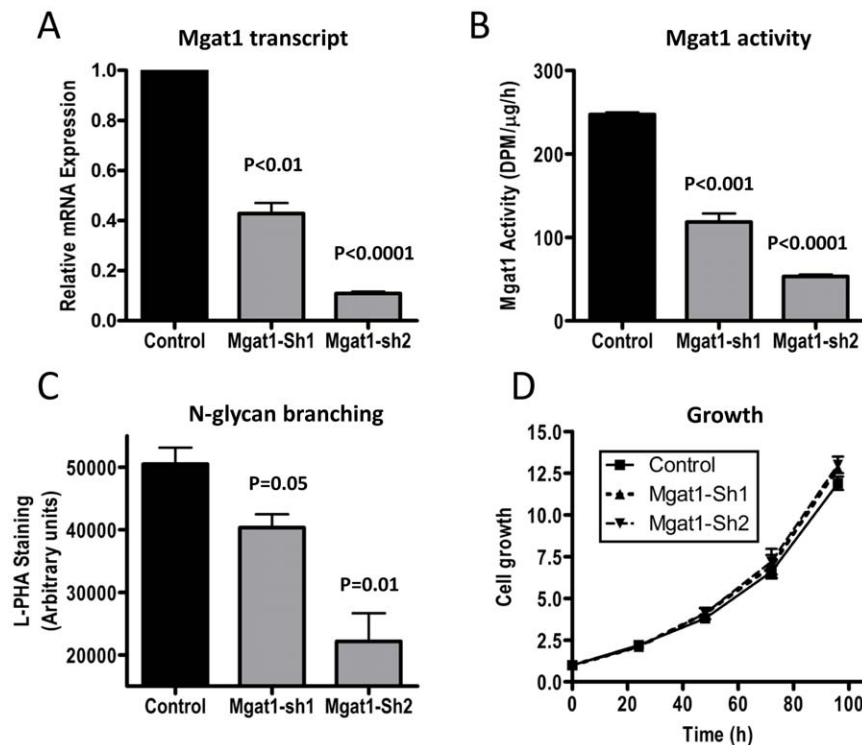 A
Mgat1 transcript
Relative mRNA Expression
1.0
0.8
0.6
0.4
0.2
0.0
P<0.01
P<0.0001
Control
Mgat1-Sh1
Mgat1-sh2
B
Mgat1 activity
Mgat1 Activity (DPM/μg/h)
300
200
100
0
P<0.001
P<0.0001
Control
Mgat1-sh1
Mgat1-sh2
C
N-glycan branching
L-PHA Staining
(Arbitrary units)
50000
40000
30000
20000
P=0.05
P=0.01
Control
Mgat1-sh1
Mgat1-Sh2
D
Growth
Cell growth
15.0
12.5
10.0
7.5
5.0
2.5
0.0
Control
Mgat1-Sh1
Mgat1-Sh2
0
20
40
60
80
100
Time (h)